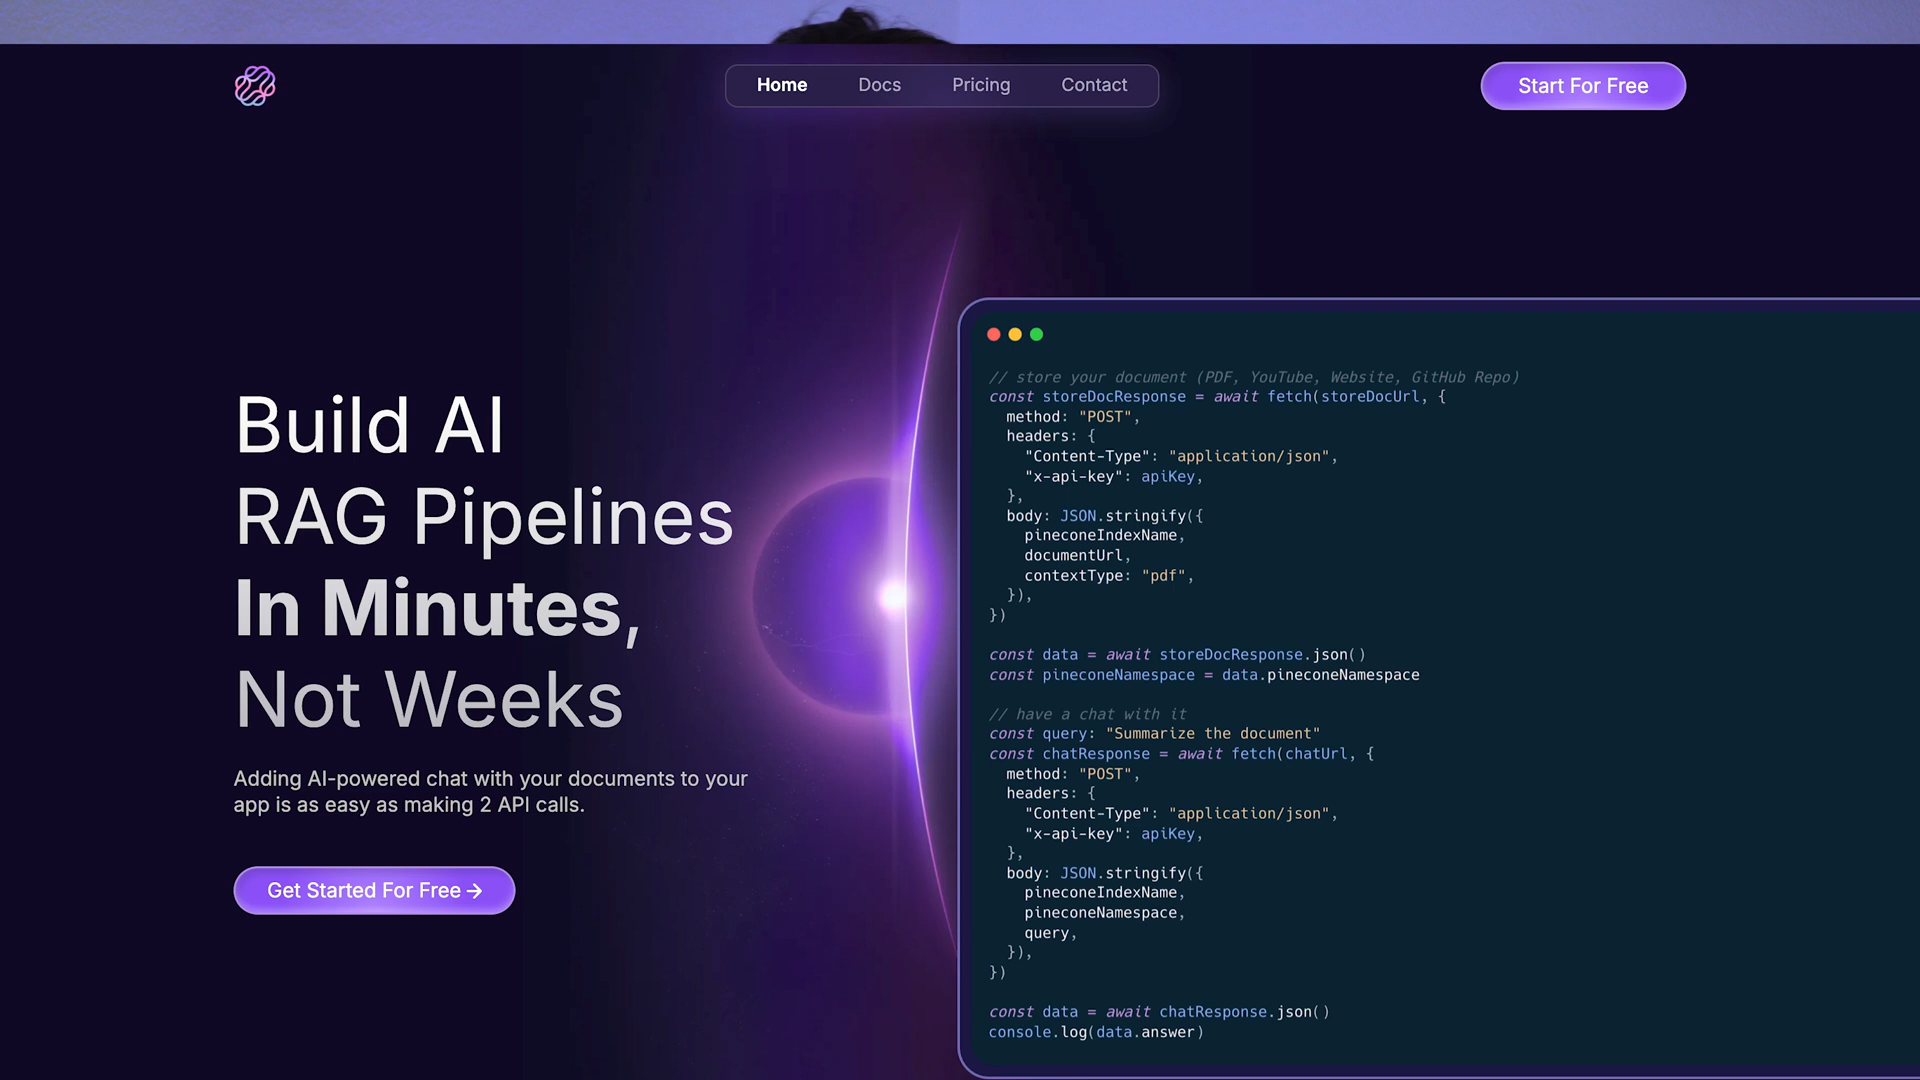 Home
Docs
Pricing
Contact
Start For Free
Build AI
RAG Pipelines
In Minutes,
Not Weeks
Adding AI-powered chat with your documents to your
app is as easy as making 2 API calls.
Get Started For Free →
// store your document (PDF, YouTube, Website, GitHub Repo)
const storeDocResponse = await fetch(storeDocUrl, {
  method: "POST",
  headers: {
    "Content-Type": "application/json",
    "x-api-key": apiKey,
  },
  body: JSON.stringify({
    pineconeIndexName,
    documentUrl,
    contextType: "pdf",
  }),
})
const data = await storeDocResponse.json()
const pineconeNamespace = data.pineconeNamespace
// have a chat with it
const query: "Summarize the document"
const chatResponse = await fetch(chatUrl, {
  method: "POST",
  headers: {
    "Content-Type": "application/json",
    "x-api-key": apiKey,
  },
  body: JSON.stringify({
    pineconeIndexName,
    pineconeNamespace,
    query,
  }),
})
const data = await chatResponse.json()
console.log(data.answer)